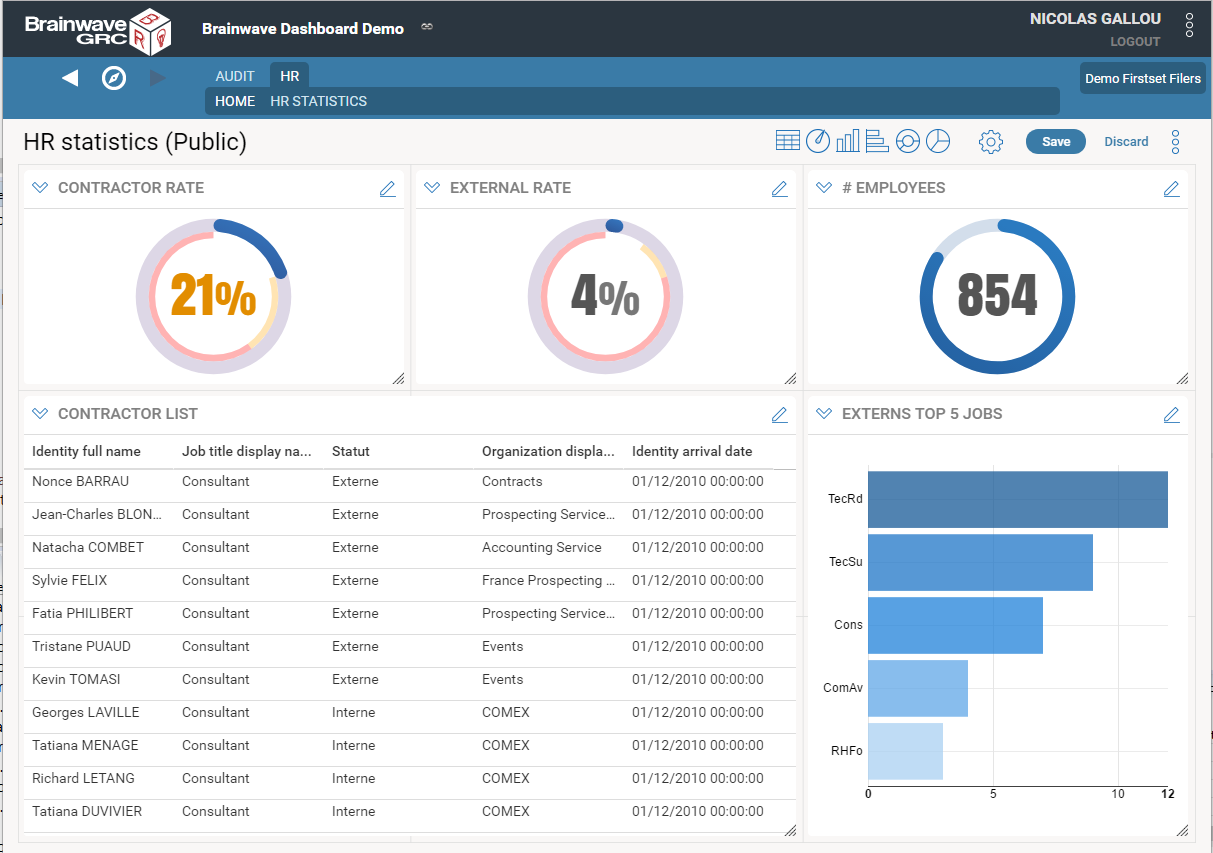 Brainwave
GRC
B R
Brainwave Dashboard Demo
NICOLAS GALLOU
LOGOUT
AUDIT HR
Demo Firstset Filers
HOME HR STATISTICS
HR statistics (Public)
Save Discard
CONTRACTOR RATE
21%
EXTERNAL RATE
4%
# EMPLOYEES
854
CONTRACTOR LIST
Identity full name Job title display na... Statut Organization displa... Identity arrival date
Nonce BARRAU Consultant Externe Contracts 01/12/2010 00:00:00
Jean-Charles BLON... Consultant Externe Prospecting Service... 01/12/2010 00:00:00
Natacha COMBET Consultant Externe Accounting Service 01/12/2010 00:00:00
Sylvie FELIX Consultant Externe France Prospecting ... 01/12/2010 00:00:00
Fatia PHILIBERT Consultant Externe Prospecting Service... 01/12/2010 00:00:00
Tristane PUAUD Consultant Externe Events 01/12/2010 00:00:00
Kevin TOMASI Consultant Externe Events 01/12/2010 00:00:00
Georges LAVILLE Consultant Interne COMEX 01/12/2010 00:00:00
Tatiana MENAGE Consultant Interne COMEX 01/12/2010 00:00:00
Richard LETANG Consultant Interne COMEX 01/12/2010 00:00:00
Tatiana DUVIVIER Consultant Interne COMEX 01/12/2010 00:00:00
EXTERNS TOP 5 JOBS
TecRd
TecSu
Cons
ComAv
RHFo
0 5 10 12